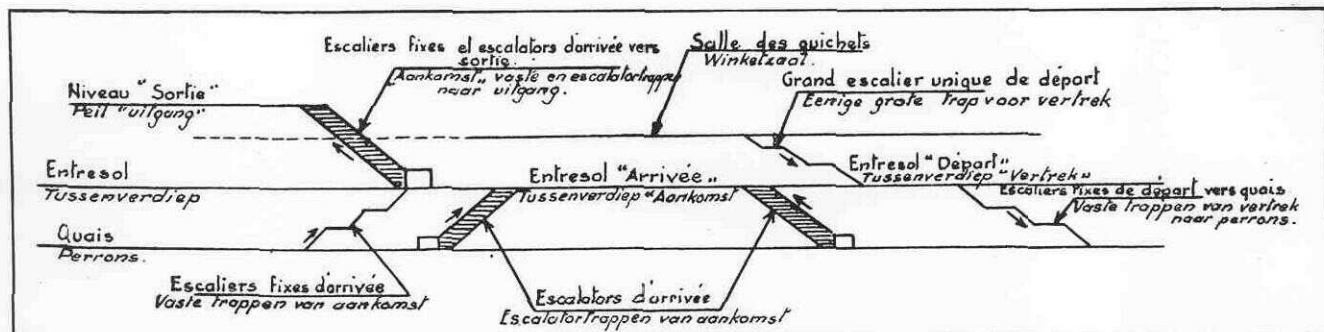 Escaliers fixes et escalators d'arrivée vers
sortie.
"Aankomst„ vaste en escalatortrappen
naar uitgang.
Salle des guichets
Winketzaal.
Grand escalier unique de départ
Eenige grote trap voor vertrek
Niveau "Sortie"
Peil "uitgang"
Entresol
Tussenverdiep
Entresol "Arrivée„
Tussenverdiep "Aankomst
Entresol "Départ"
Tussenverdiep "Vertrek„
Escaliers fixes de départ vers quais
Vaste trappen van vertrek
naar perrons.
Quais
Perrons.
Escaliers fixes d'arrivée
Vaste trappen van aankomst
Escalators d'arrivée
Escalatortrappen van aankomst